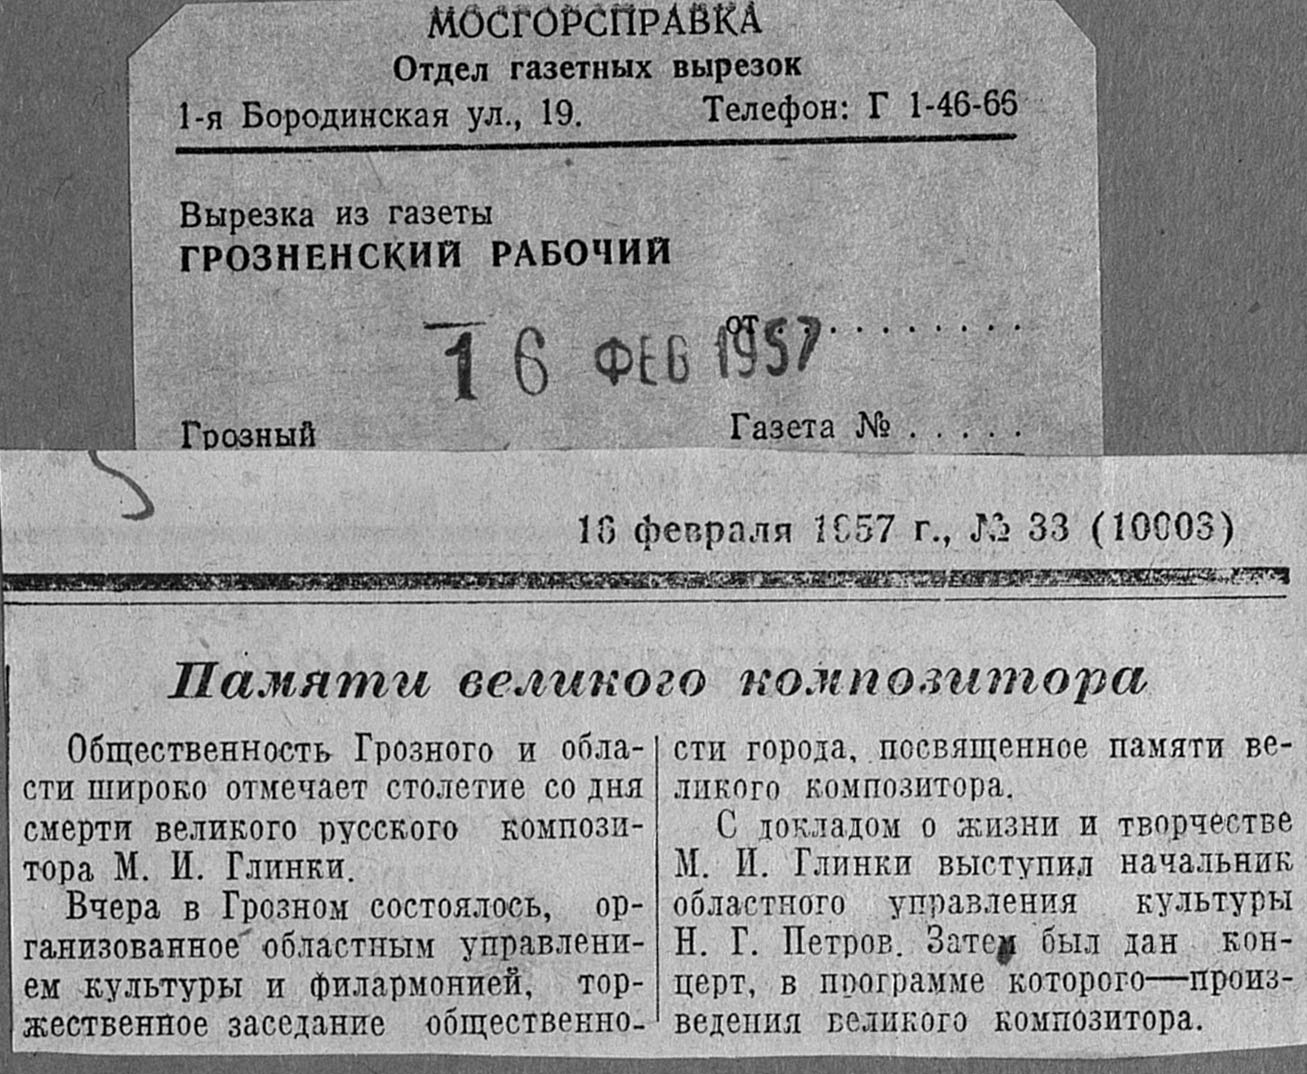 МОСГОРСПРАВКА
Отдел газетных вырезок
1-я Бородинская ул., 19. Телефон: Г 1-46-66
Вырезка из газеты
ГРОЗНЕНСКИЙ РАБОЧИЙ
от . . . . . . . . . .
16 ФЕВ 1957
Грозный Газета № . . . . .
16 февраля 1957 г., № 33 (10003)
Памяти великого композитора
Общественность Грозного и обла-
сти широко отмечает столетие со дня
смерти великого русского компози-
тора М. И. Глинки.
Вчера в Грозном состоялось, ор-
ганизованное областным управлени-
ем культуры и филармонией, тор-
жественное заседание общественно-
сти города, посвященное памяти ве-
ликого композитора.
С докладом о жизни и творчестве
М. И. Глинки выступил начальник
областного управления культуры
Н. Г. Петров. Затем был дан кон-
церт, в программе которого—произ-
ведения великого композитора.